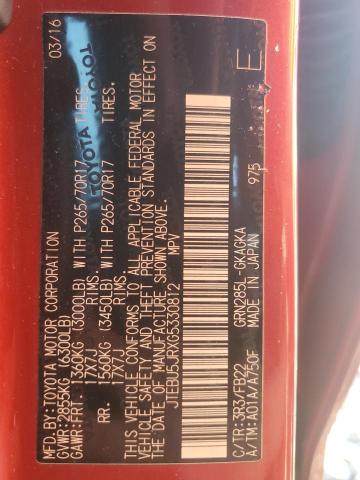 MFD.BY: TOYOTA MOTOR CORPORATION 03/16
GVWR: 2855KG (6300LB)
GAWR: FRT. 1360KG (3000LB) WITH P265/70R17 TIRES,
17X7J RIMS.
RR. 1560KG (3450LB) WITH P265/70R17 TIRES,
17X7J RIMS.
THIS VEHICLE CONFORMS TO ALL APPLICABLE FEDERAL MOTOR
VEHICLE SAFETY AND THEFT PREVENTION STANDARDS IN EFFECT ON
THE DATE OF MANUFACTURE SHOWN ABOVE.
JTEBU5JRXG5330812 MPV
C/TR: 3R3/FB22 GRN285L-GKAGKA
A/TM: A01A/A750F MADE IN JAPAN
975
E
TOYOTA TOYOTA